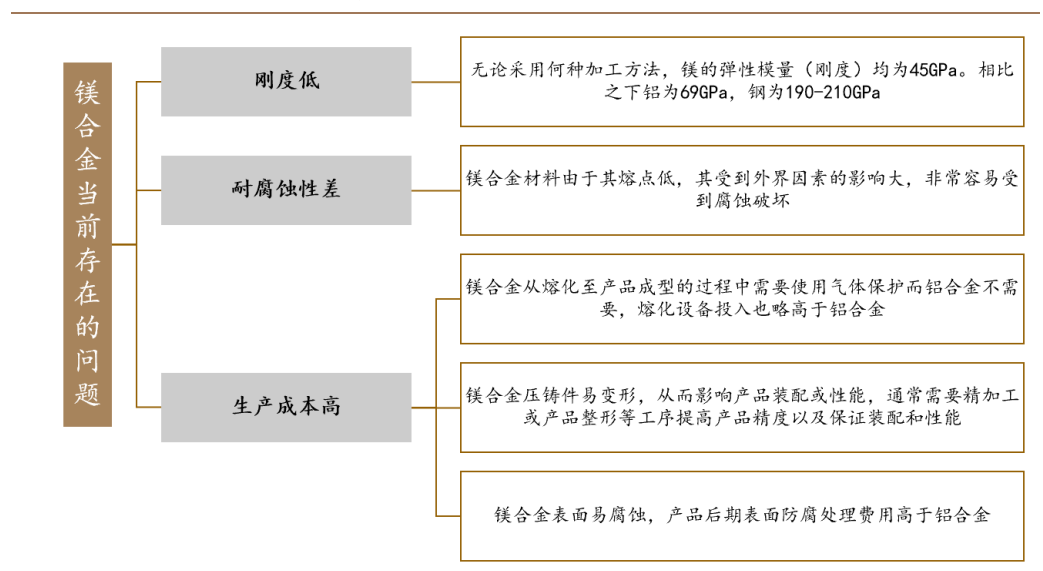 镁合金当前存在的问题
刚度低
无论采用何种加工方法，镁的弹性模量（刚度）均为45GPa。相比
之下铝为69GPa，钢为190-210GPa
耐腐蚀性差
镁合金材料由于其熔点低，其受到外界因素的影响大，非常容易受
到腐蚀破坏
生产成本高
镁合金从熔化至产品成型的过程中需要使用气体保护而铝合金不需
要，熔化设备投入也略高于铝合金
镁合金压铸件易变形，从而影响产品装配或性能，通常需要精加工
或产品整形等工序提高产品精度以及保证装配和性能
镁合金表面易腐蚀，产品后期表面防腐处理费用高于铝合金